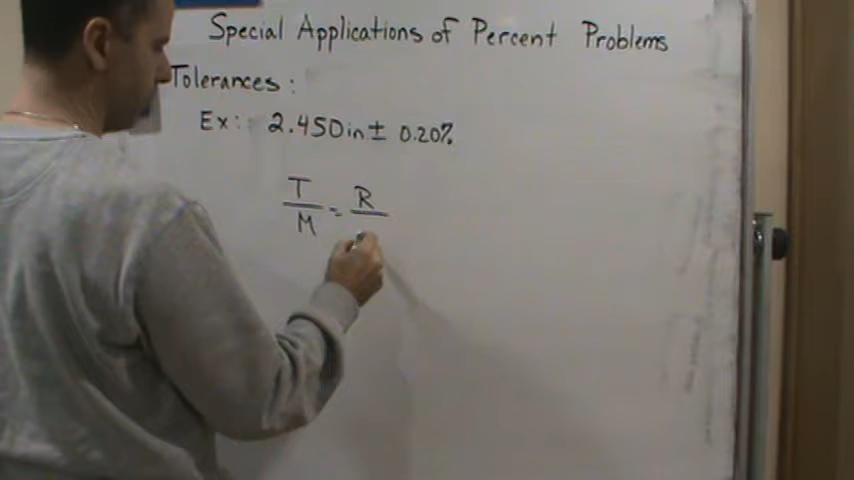 Special Applications of Percent Problems
Tolerances:
Ex: 2.450in ± 0.20%
T/M = R